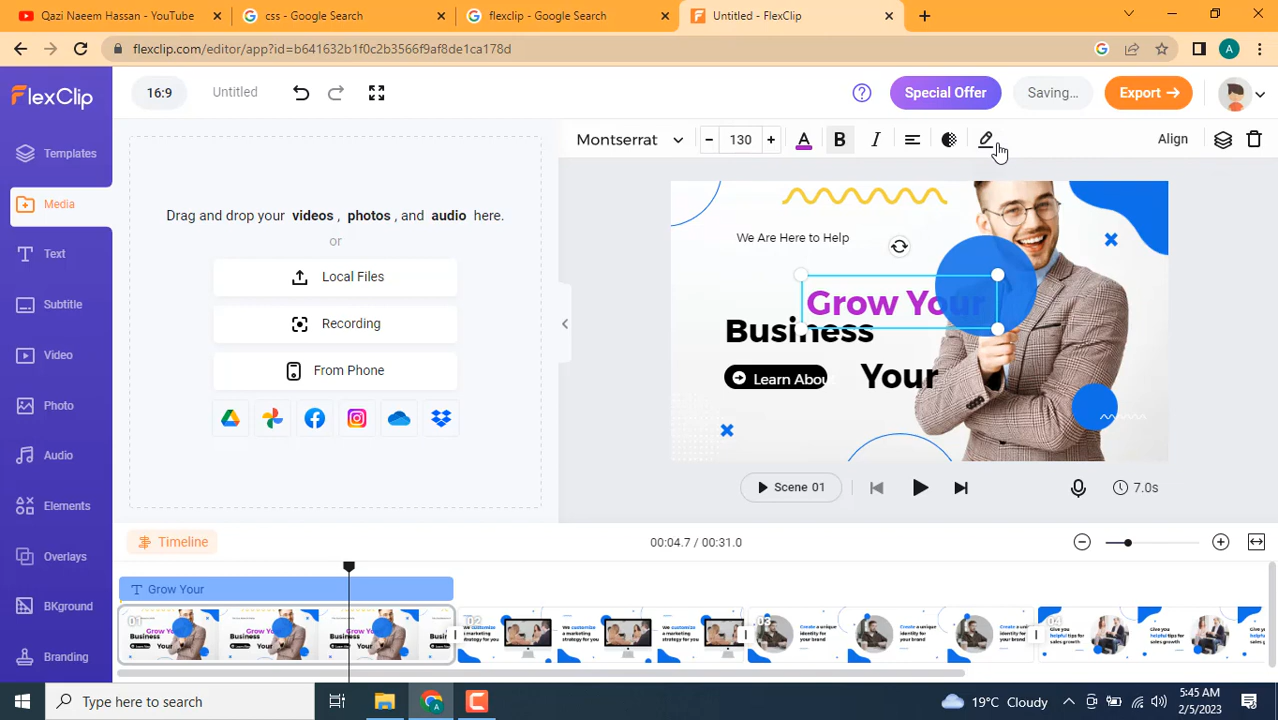 Qazi Naeem Hassan - YouTube
css - Google Search
flexclip - Google Search
Untitled - FlexClip
flexclip.com/editor/app?id=b641632b1f0c2b3566f9af8de1ca178d
A
FlexClip
16:9
Untitled
Special Offer
Saving...
Export
Templates
Media
Text
Subtitle
Video
Photo
Audio
Elements
Overlays
BKground
Branding
Drag and drop your videos , photos , and audio here.
or
Local Files
Recording
From Phone
Montserrat
130
A
B
I
Align
We Are Here to Help
Grow Your
Business
Learn Abou
Your
Scene 01
7.0s
Timeline
00:04.7 / 00:31.0
T Grow Your
01
02
03
04
Type here to search
19°C Cloudy
5:45 AM
2/5/2023